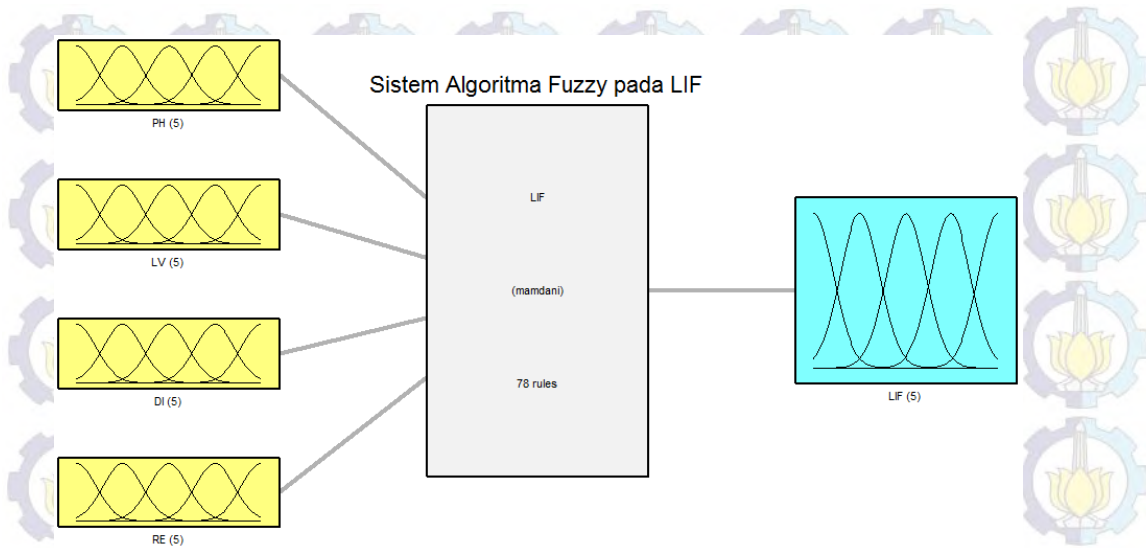 Sistem Algoritma Fuzzy pada LIF
PH (5)
LV (5)
DI (5)
RE (5)
LIF
(mamdani)
78 rules
LIF (5)